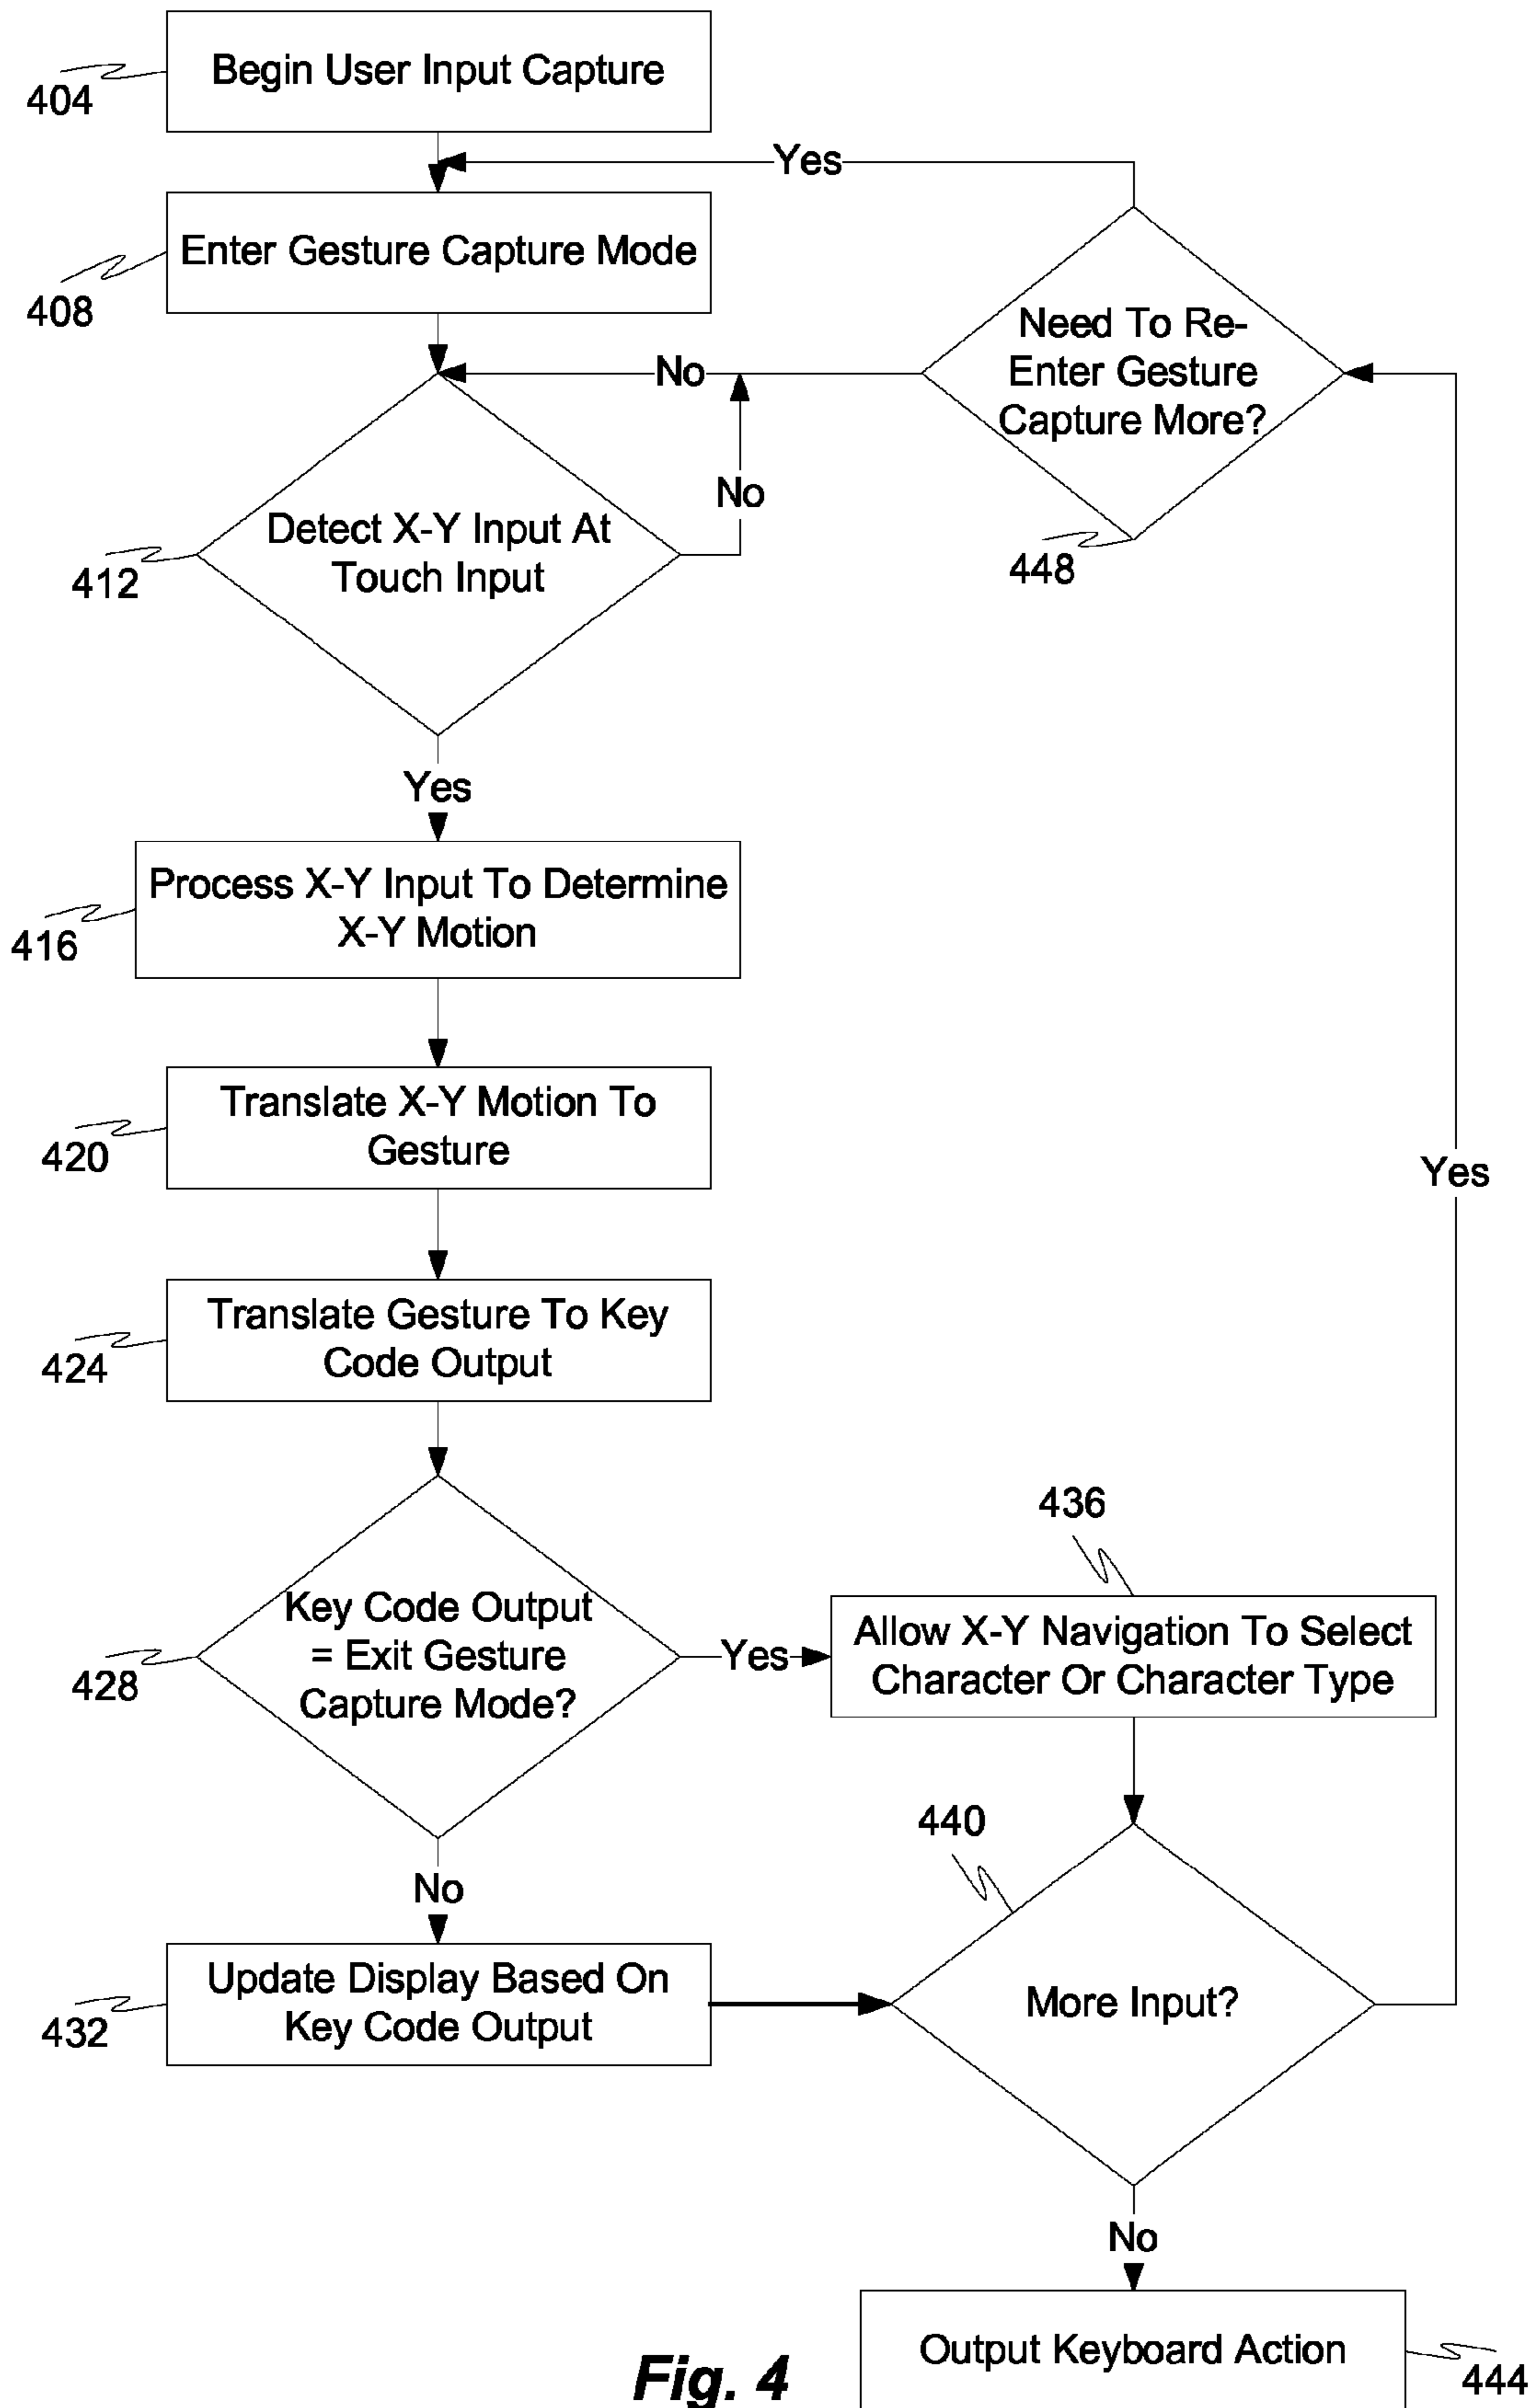 Begin User Input Capture
404
Yes
Enter Gesture Capture Mode
408
Need To Re-
Enter Gesture
Capture More?
No
No
448
Detect X-Y Input At
Touch Input
412
Yes
Process X-Y Input To Determine
X-Y Motion
416
Translate X-Y Motion To
Gesture
420
Yes
Translate Gesture To Key
Code Output
424
436
Key Code Output
= Exit Gesture
Capture Mode?
428
Yes
Allow X-Y Navigation To Select
Character Or Character Type
440
No
Update Display Based On
Key Code Output
432
More Input?
No
Output Keyboard Action
444
Fig. 4